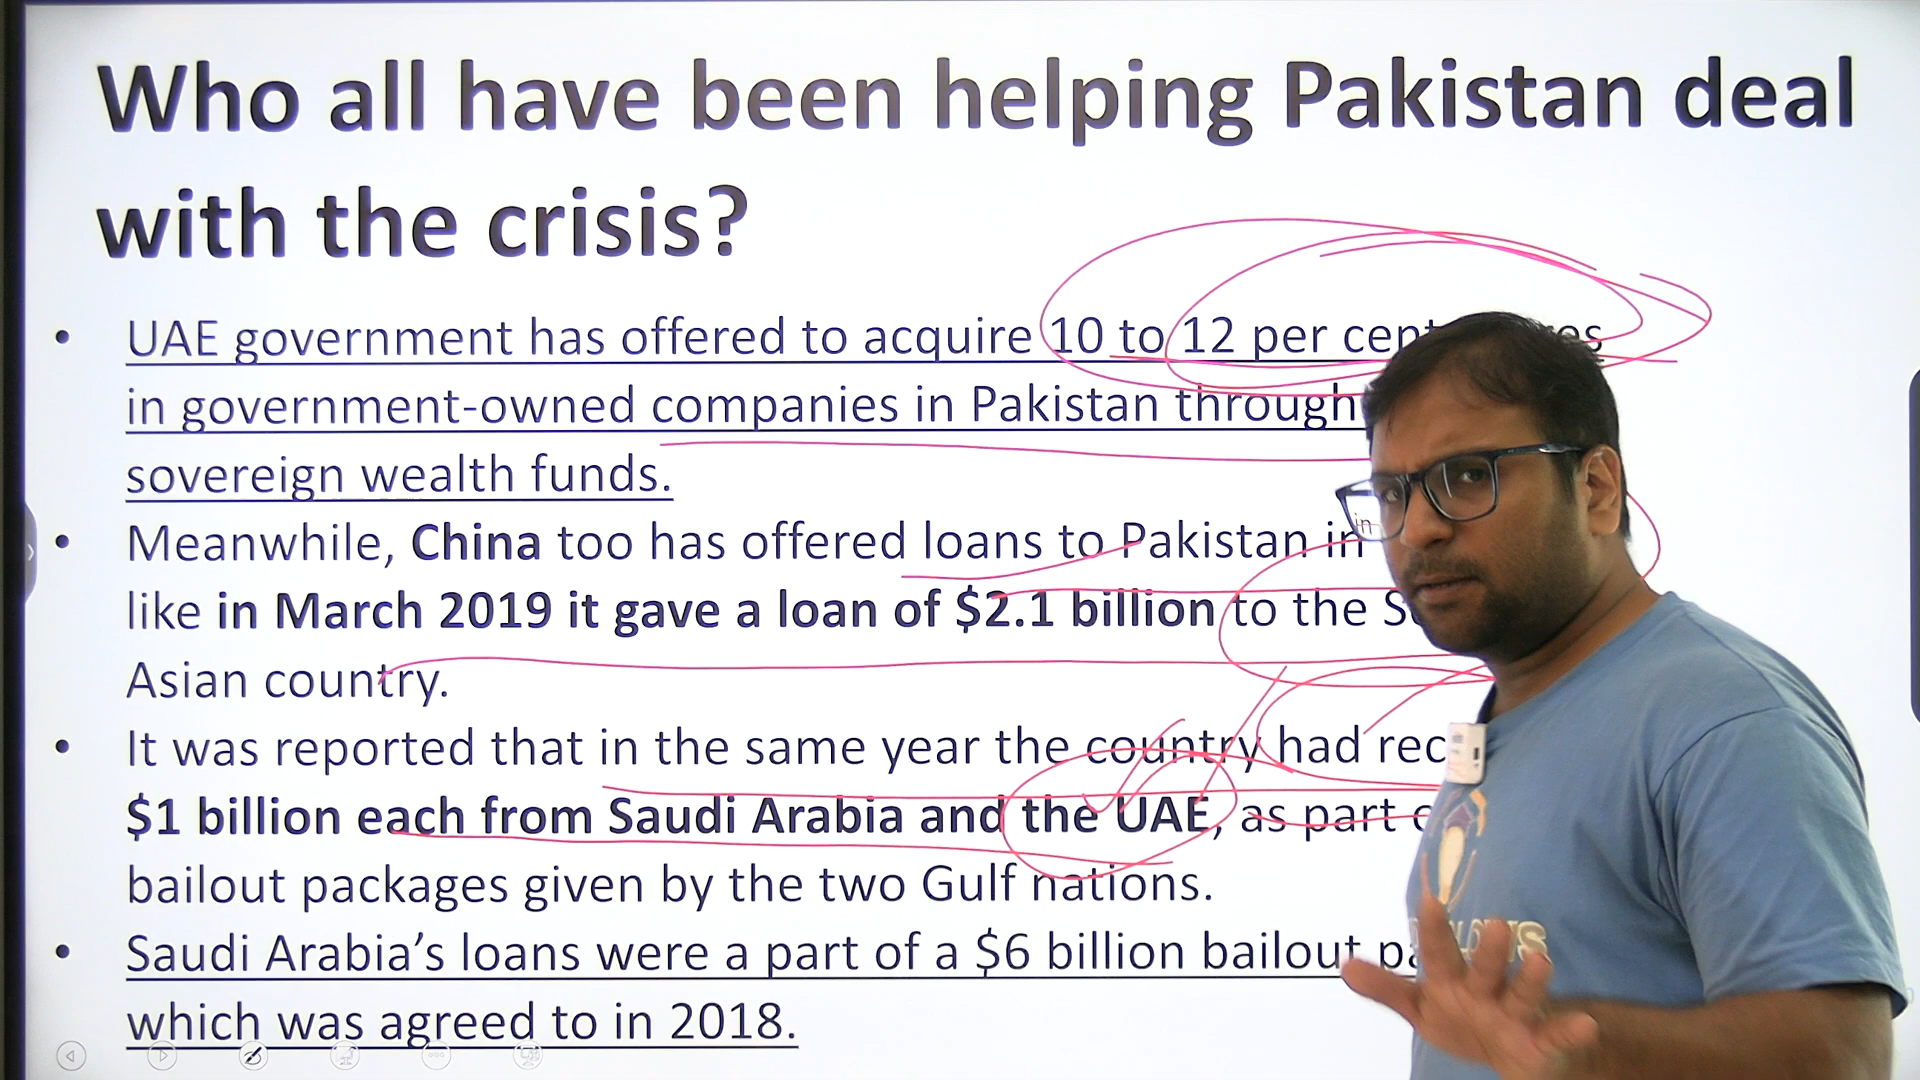 Who all have been helping Pakistan deal
with the crisis?
• UAE government has offered to acquire 10 to 12 per cent
in government-owned companies in Pakistan through
sovereign wealth funds.
• Meanwhile, China too has offered loans to Pakistan in
like in March 2019 it gave a loan of $2.1 billion to the
Asian country.
• It was reported that in the same year the country had
$1 billion each from Saudi Arabia and the UAE, as part
bailout packages given by the two Gulf nations.
• Saudi Arabia’s loans were a part of a $6 billion bailout
which was agreed to in 2018.